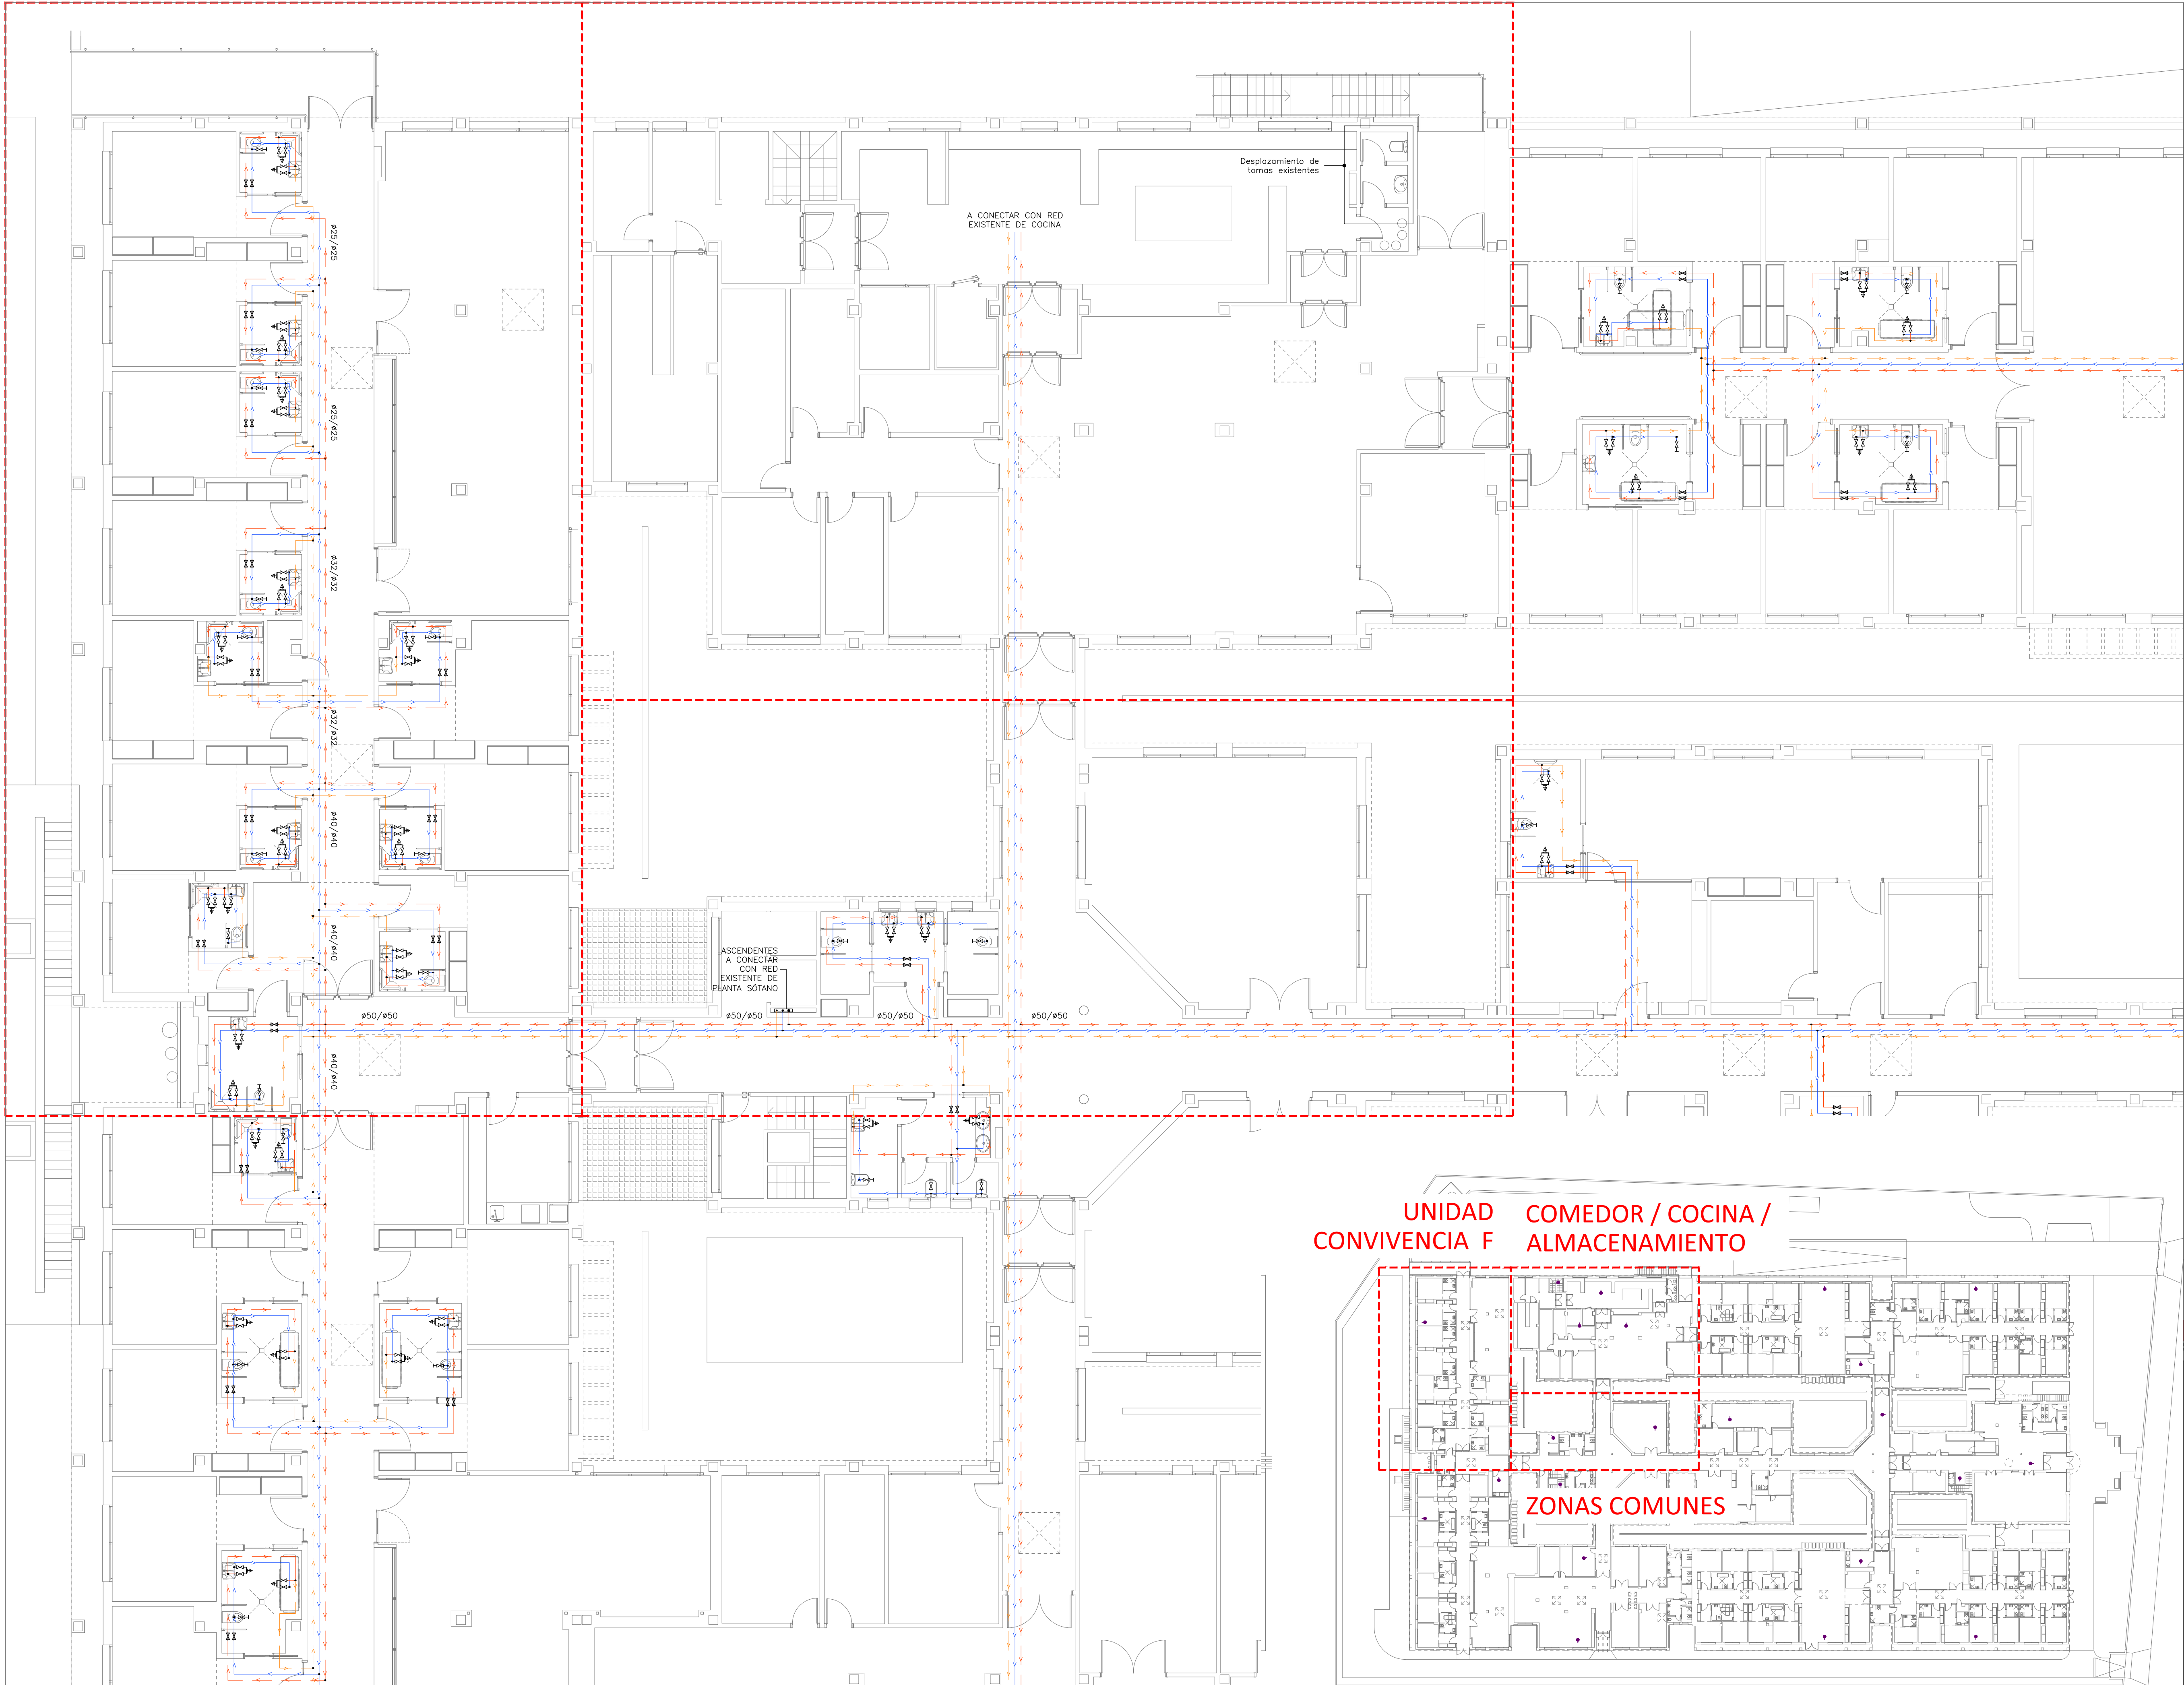 Desplazamiento de
tomas existentes
A CONECTAR CON RED
EXISTENTE DE COCINA
ø25/ø25
ø25/ø25
ø32/ø32
ø32/ø32
ø40/ø40
ø40/ø40
ASCENDENTES
A CONECTAR
CON RED
EXISTENTE DE
PLANTA SÓTANO
ø50/ø50
ø50/ø50
ø50/ø50
ø50/ø50
ø40/ø40
UNIDAD
CONVIVENCIA F
COMEDOR / COCINA /
ALMACENAMIENTO
ZONAS COMUNES